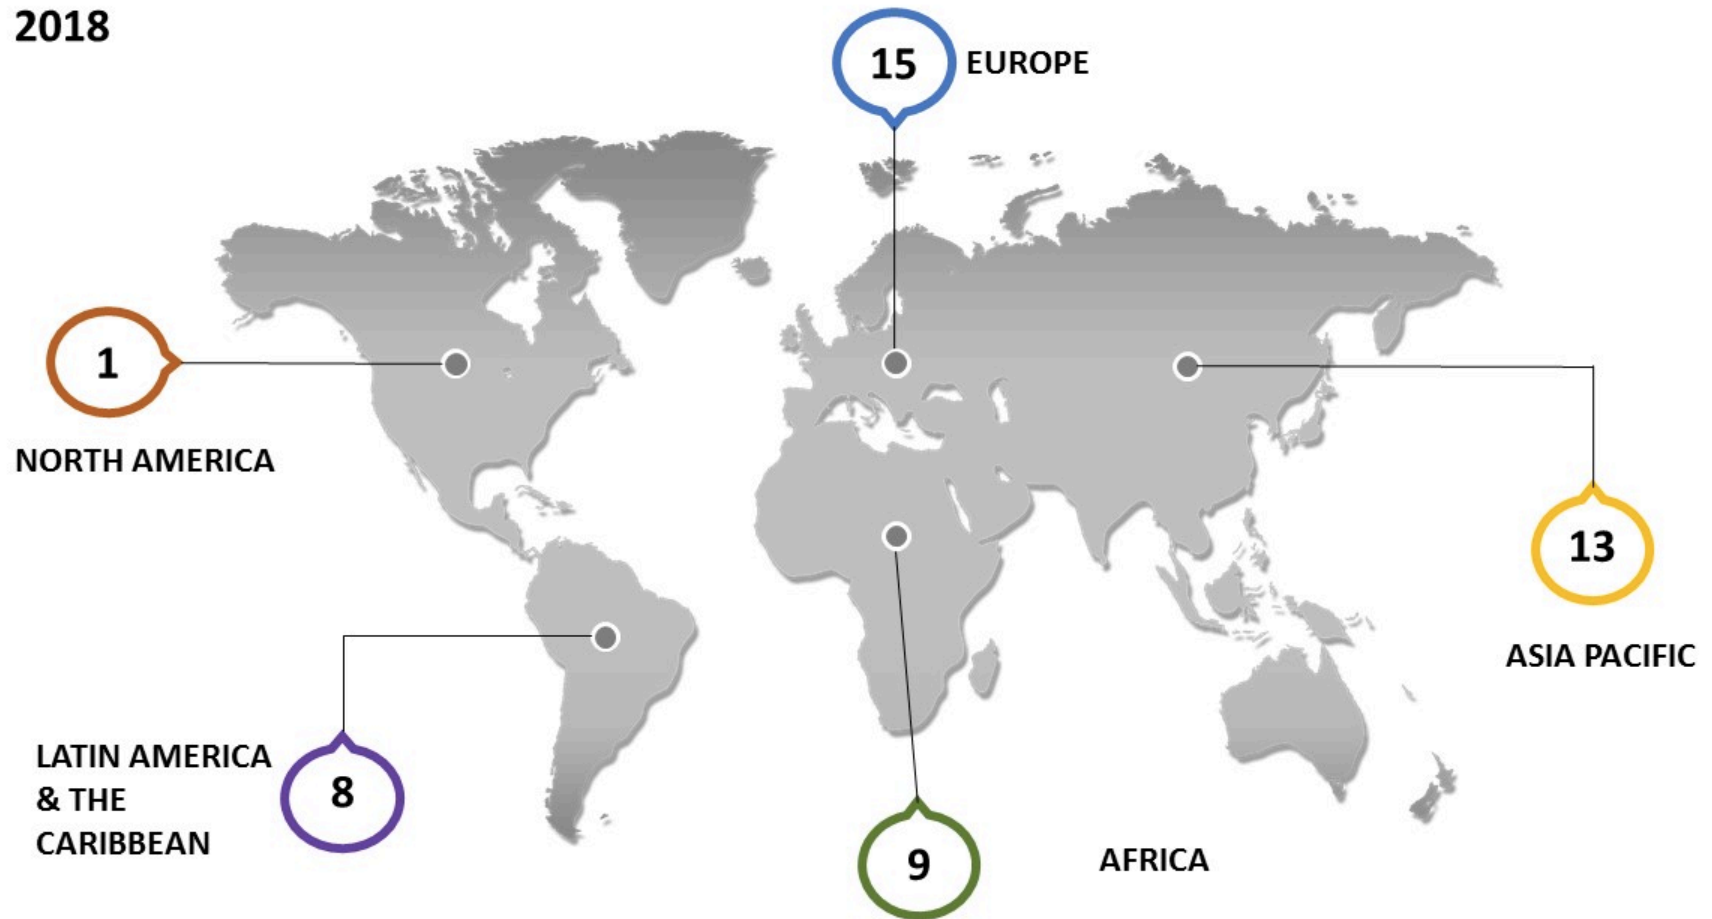 2018
15
EUROPE
1
NORTH AMERICA
13
ASIA PACIFIC
LATIN AMERICA
& THE
CARIBBEAN
8
9
AFRICA